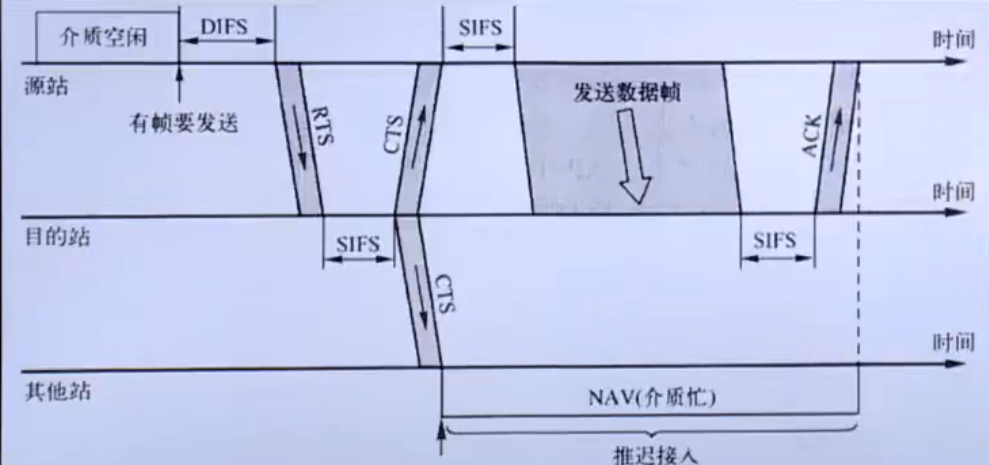 介质空闲
DIFS
SIFS
时间
源站
有帧要发送
RTS
CTS
发送数据帧
ACK
时间
目的站
SIFS
SIFS
CTS
时间
其他站
NAV(介质忙)
推迟接入